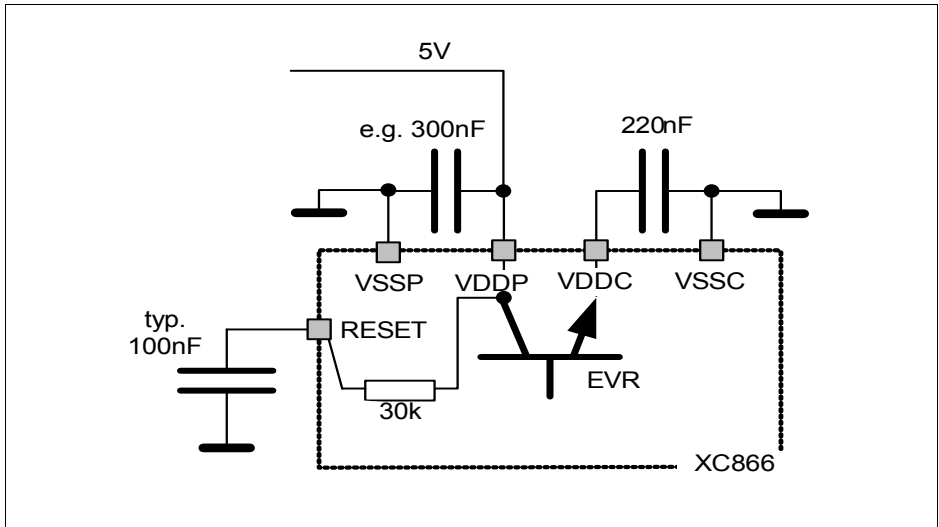 5V
e.g. 300nF
220nF
VSSP
VDDP
VDDC
VSSC
typ.
100nF
RESET
EVR
30k
XC866